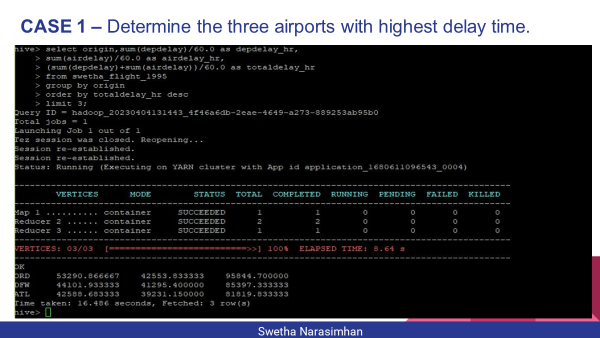 CASE 1 – Determine the three airports with highest delay time.
hive> select origin,sum(depdelay)/60.0 as depdelay_hr,
> sum(airdelay)/60.0 as airdelay_hr,
> (sum(depdelay)+sum(airdelay))/60.0 as totaldelay_hr
> from swetha_flight_1995
> group by origin
> order by totaldelay_hr desc
> limit 3;
Query ID = hadoop_20230404131443_4f46a6db-2eae-4649-a273-889253ab95b0
Total jobs = 1
Launching Job 1 out of 1
Tez session was closed. Reopening...
Session re-established.
Session re-established.
Status: Running (Executing on YARN cluster with App id application_1680611096543_0004)
VERTICES MODE STATUS TOTAL COMPLETED RUNNING PENDING FAILED KILLED
Map 1 .......... container SUCCEEDED 1 1 0 0 0 0
Reducer 2 ...... container SUCCEEDED 2 2 0 0 0 0
Reducer 3 ...... container SUCCEEDED 1 1 0 0 0 0
VERTICES: 03/03 [==========================>>] 100% ELAPSED TIME: 8.64 s
OK
ORD 53290.866667 42553.833333 95844.700000
DFW 44101.933333 41295.400000 85397.333333
ATL 42588.683333 39231.150000 81819.833333
Time taken: 16.486 seconds, Fetched: 3 row(s)
hive>
Swetha Narasimhan